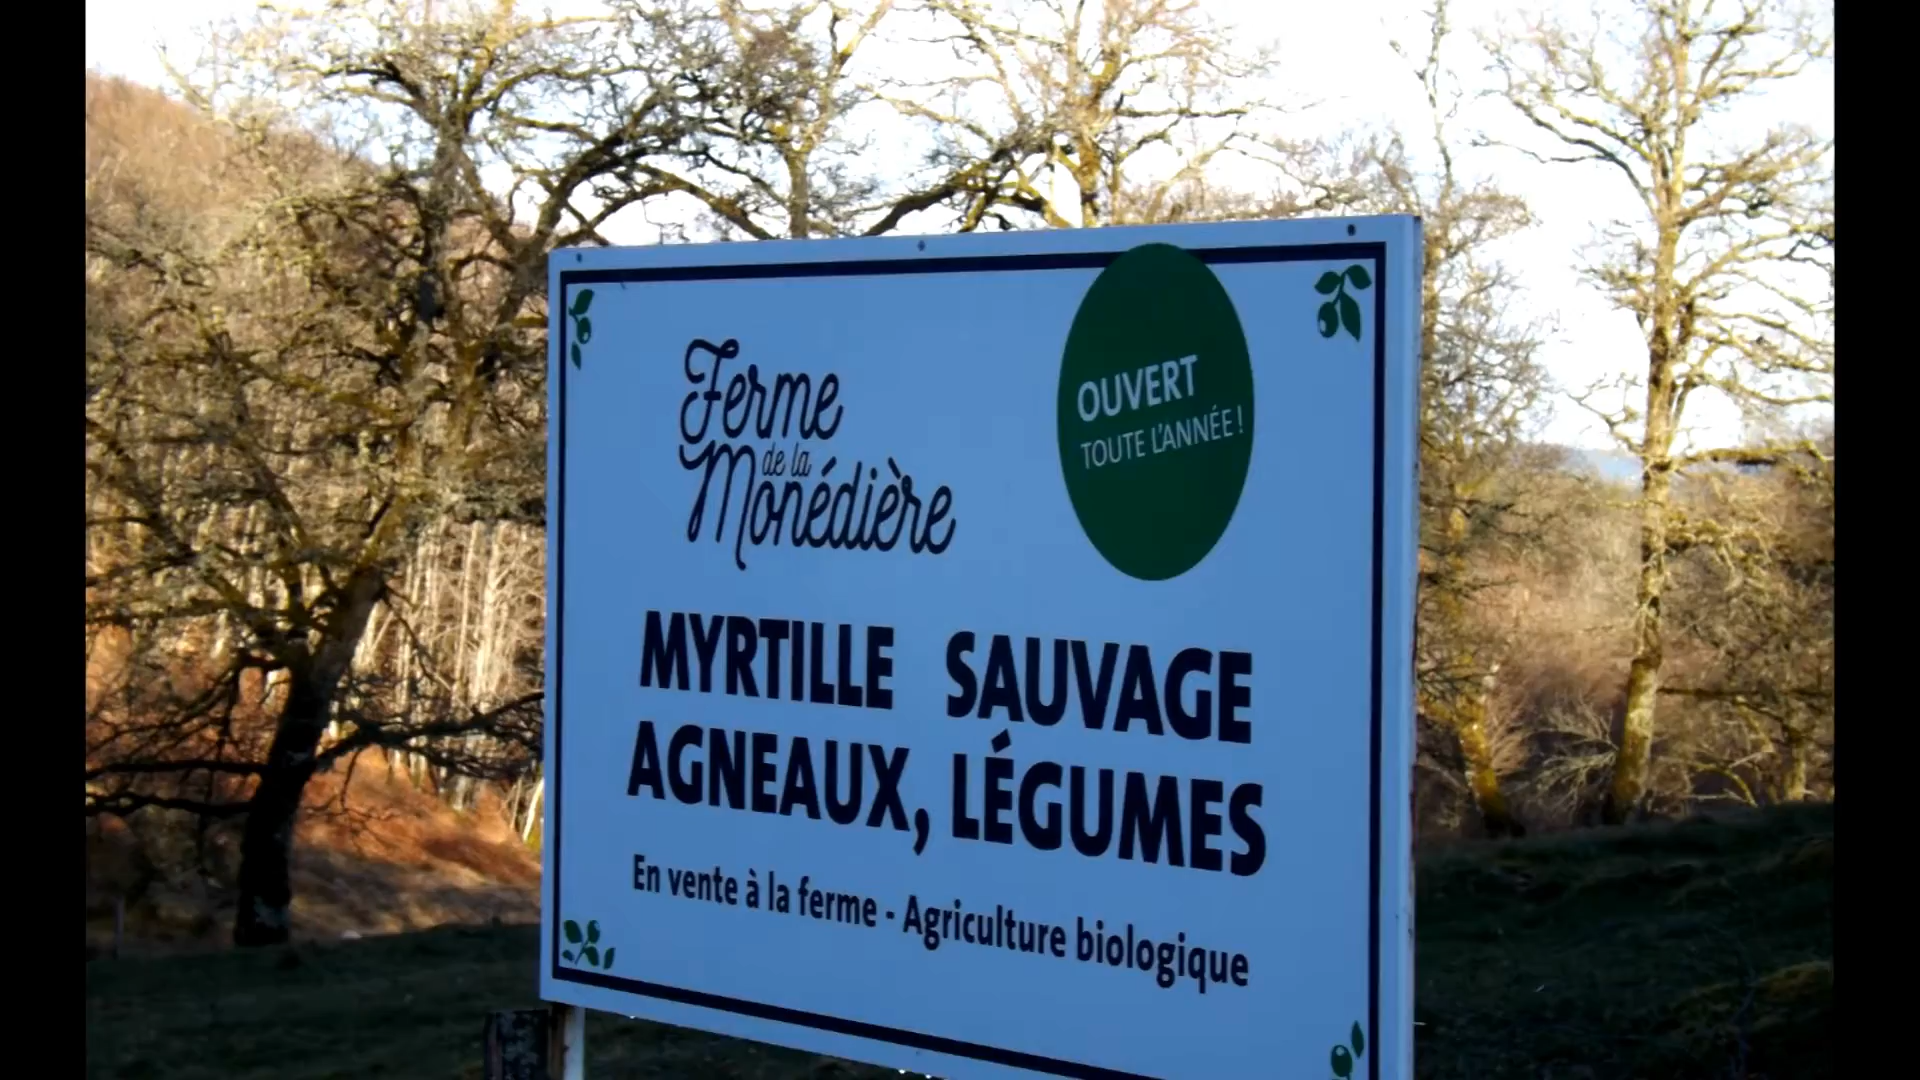 Ferme
de la
Monédière
OUVERT
TOUTE L'ANNÉE !
MYRTILLE SAUVAGE
AGNEAUX, LÉGUMES
En vente à la ferme - Agriculture biologique